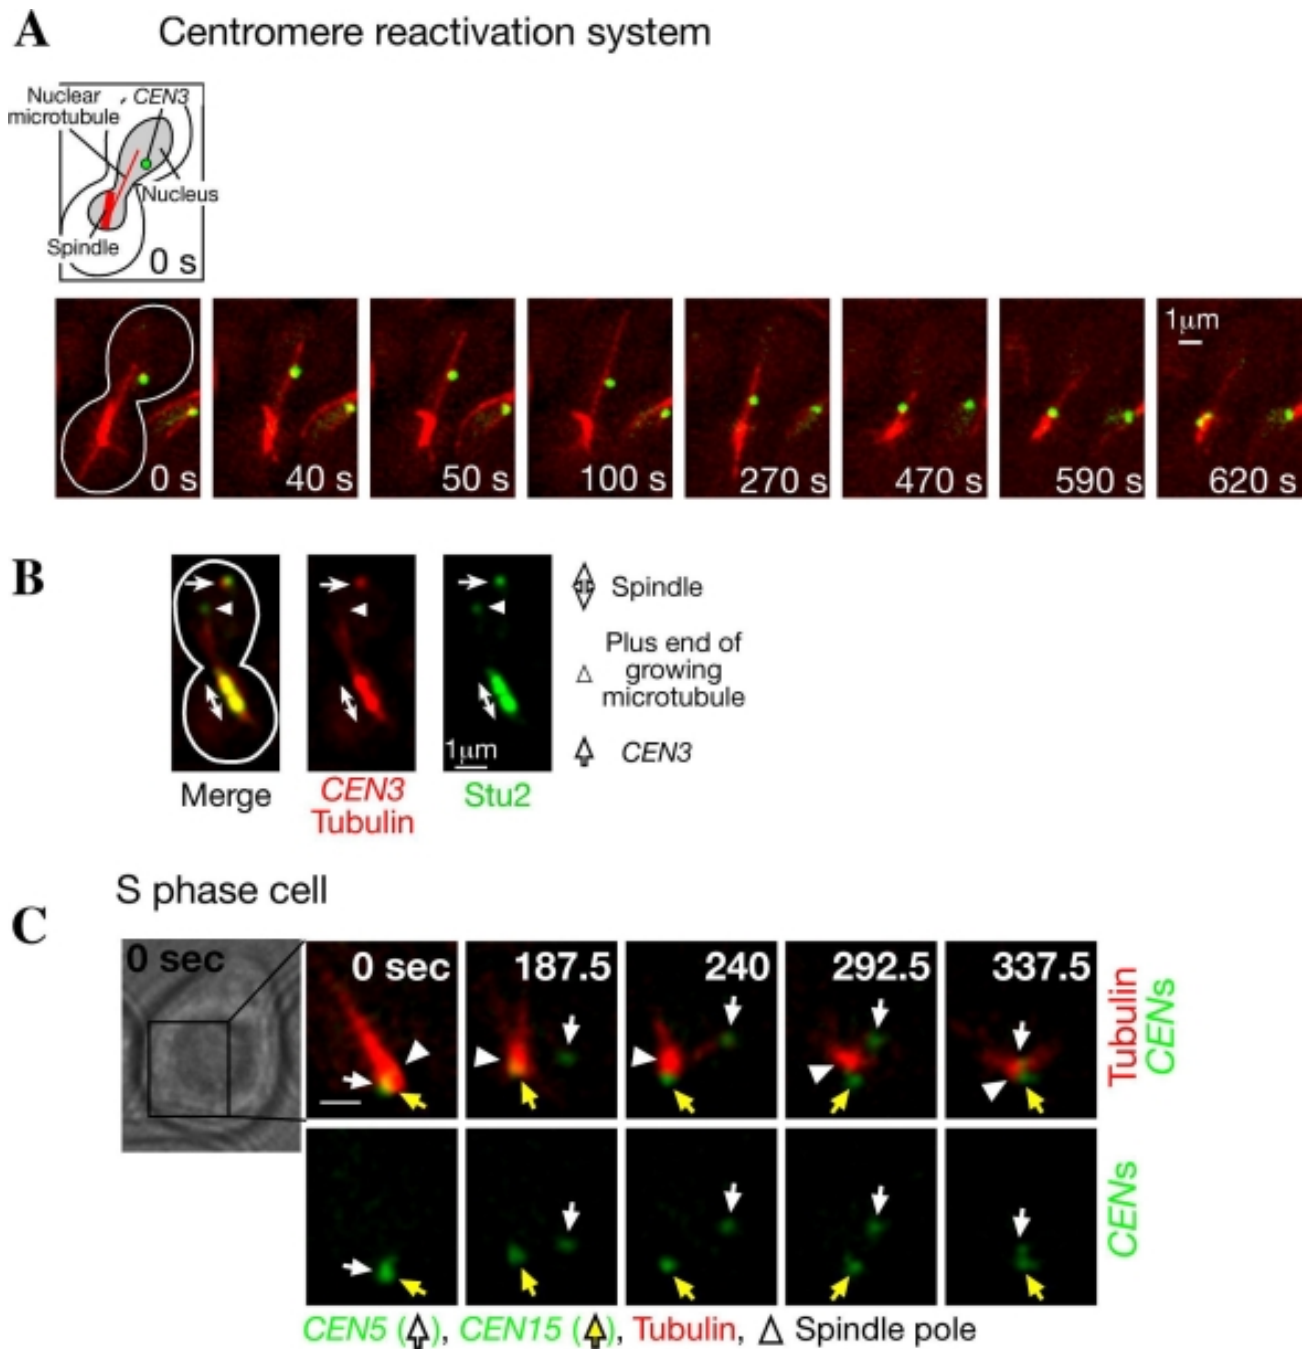 A
Centromere reactivation system
Nuclear
microtubule
CEN3
Nucleus
Spindle
0 s
0 s
40 s
50 s
100 s
270 s
470 s
590 s
1μm
620 s
B
Spindle
Plus end of
growing
microtubule
CEN3
1μm
Merge
CEN3
Tubulin
Stu2
S phase cell
C
0 sec
0 sec
187.5
240
292.5
337.5
Tubulin
CENs
CENs
CEN5 (⇧), CEN15 (⇧), Tubulin, △ Spindle pole